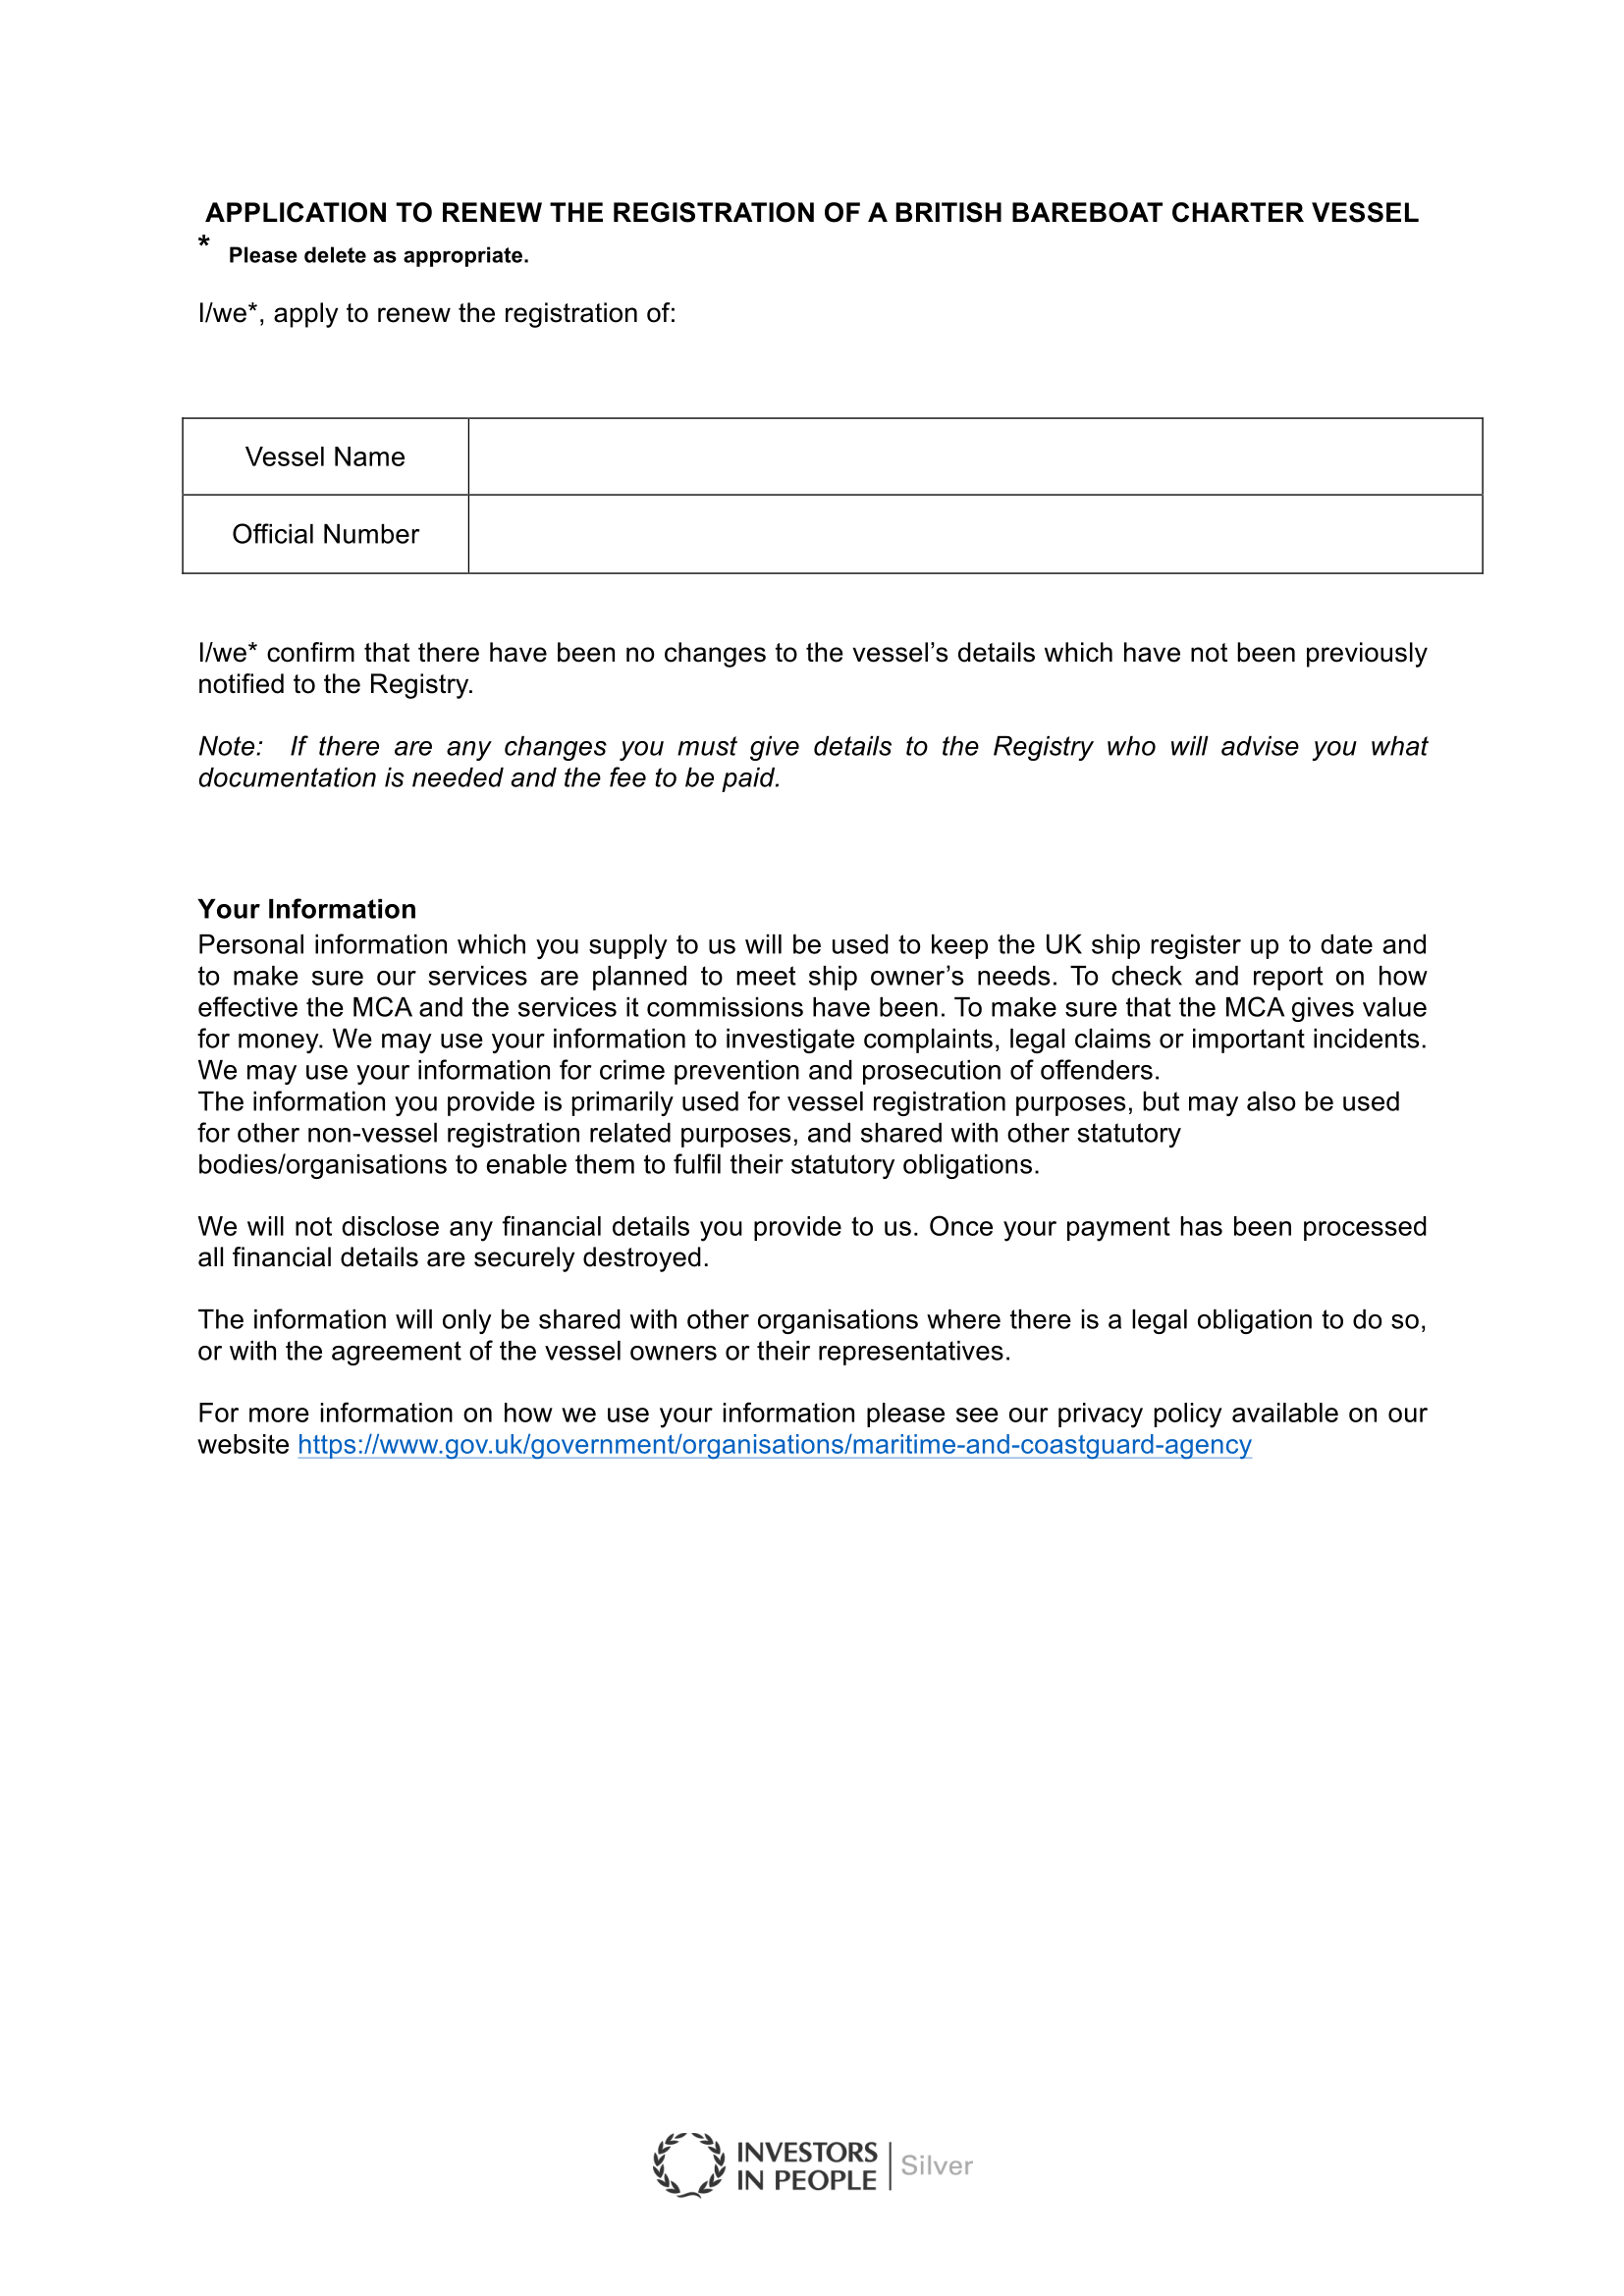 APPLICATION TO RENEW THE REGISTRATION OF A BRITISH BAREBOAT CHARTER VESSEL
* Please delete as appropriate.
I/we*, apply to renew the registration of:
Vessel Name
Official Number
I/we* confirm that there have been no changes to the vessel’s details which have not been previously
notified to the Registry.
Note: If there are any changes you must give details to the Registry who will advise you what
documentation is needed and the fee to be paid.
Your Information
Personal information which you supply to us will be used to keep the UK ship register up to date and
to make sure our services are planned to meet ship owner’s needs. To check and report on how
effective the MCA and the services it commissions have been. To make sure that the MCA gives value
for money. We may use your information to investigate complaints, legal claims or important incidents.
We may use your information for crime prevention and prosecution of offenders.
The information you provide is primarily used for vessel registration purposes, but may also be used
for other non-vessel registration related purposes, and shared with other statutory
bodies/organisations to enable them to fulfil their statutory obligations.
We will not disclose any financial details you provide to us. Once your payment has been processed
all financial details are securely destroyed.
The information will only be shared with other organisations where there is a legal obligation to do so,
or with the agreement of the vessel owners or their representatives.
For more information on how we use your information please see our privacy policy available on our
website https://www.gov.uk/government/organisations/maritime-and-coastguard-agency
INVESTORS
IN PEOPLE
Silver